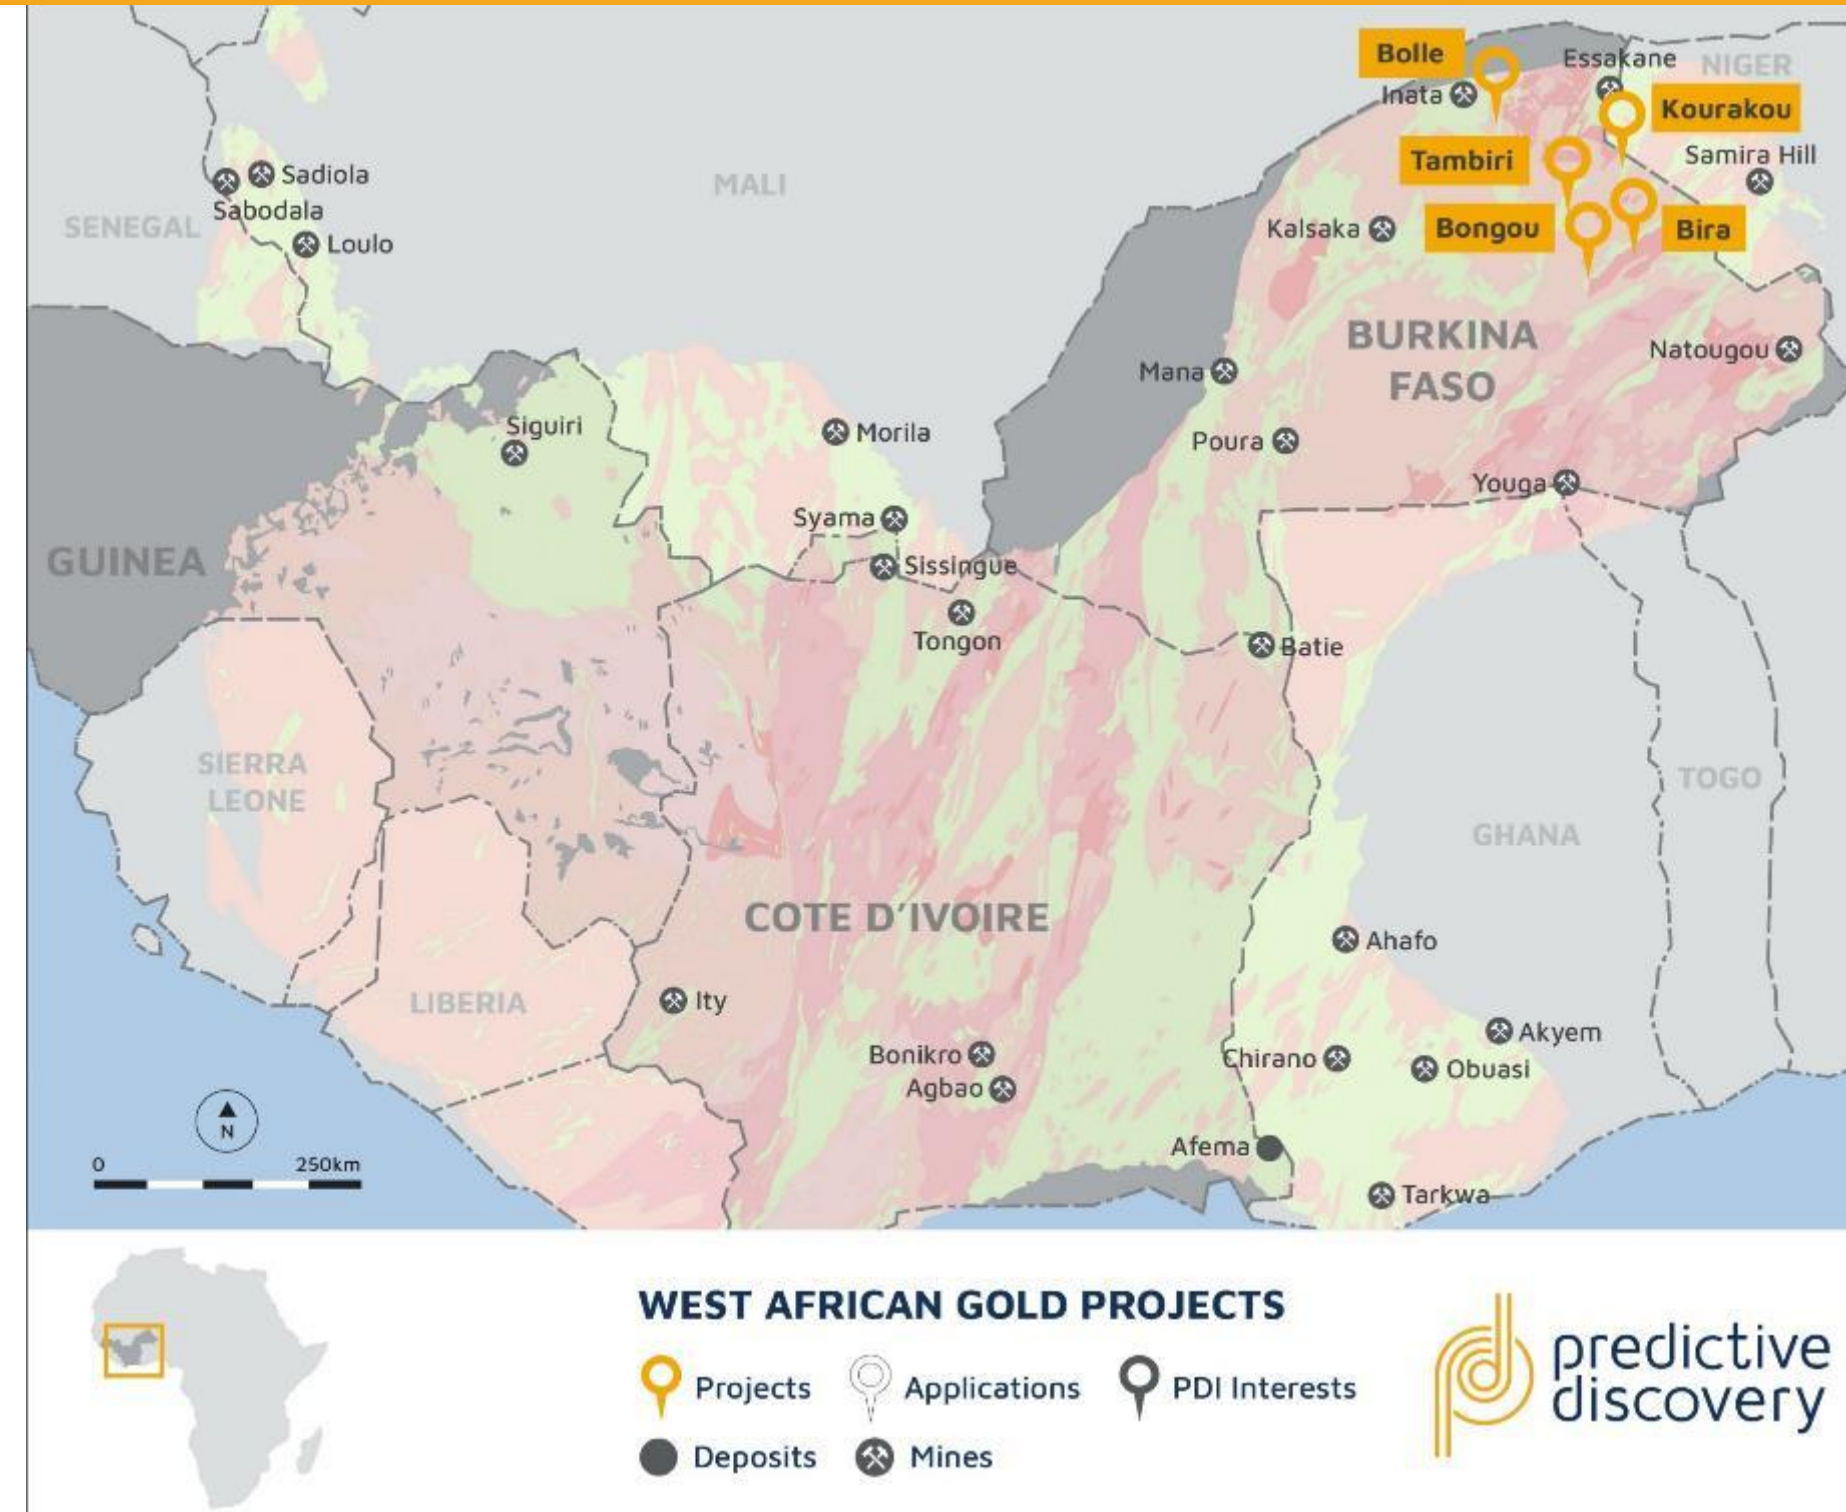 Bolle
Essakane
NIGER
Inata
Kourakou
Tambiri
Samira Hill
Sadiola
MALI
Sabodala
SENEGAL
Loulo
Kalsaka
Bongou
Bira
BURKINA
FASO
Natougou
Mana
Siguiri
Morila
Poura
Youga
Syama
GUINEA
Sissingue
Tongon
Batie
SIERRA
LEONE
TOGO
GHANA
COTE D'IVOIRE
Ahafo
LIBERIA
Ity
Akyem
Bonikro
Chirano
Obuasi
Agbao
N
Afema
0 250km
Tarkwa
WEST AFRICAN GOLD PROJECTS
Projects
Applications
PDI Interests
Deposits
Mines
predictive
discovery